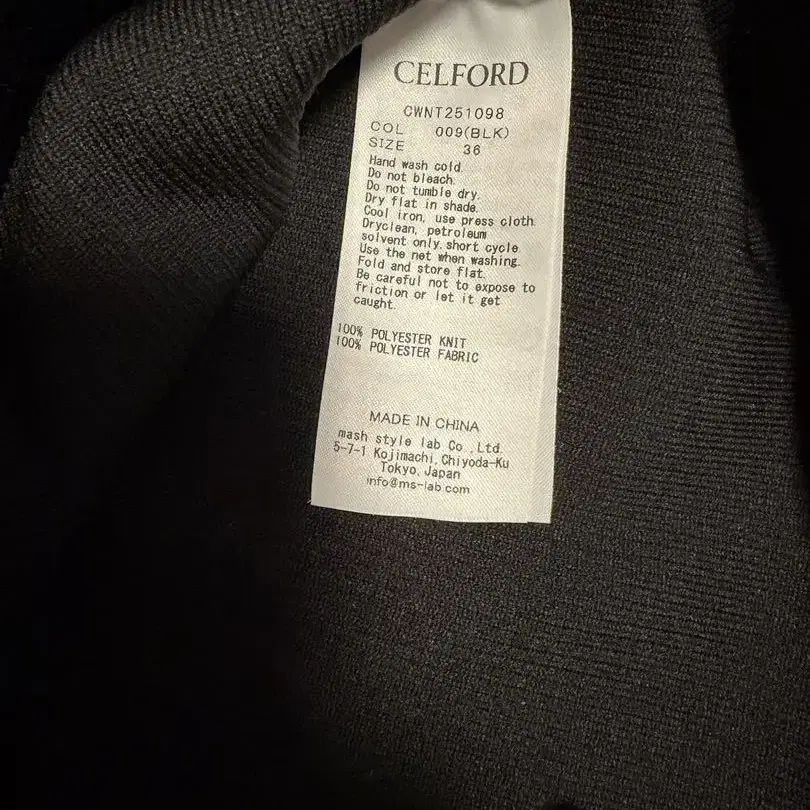 CELFORD
CWNT251098
COL 009(BLK)
SIZE 36
Hand wash cold.
Do not bleach.
Do not tumble dry.
Dry flat in shade.
Cool iron, use press cloth.
Dryclean, petroleum
solvent only.short cycle.
Use the net when washing.
Fold and store flat.
Be careful not to expose to
friction or let it get
caught.
100% POLYESTER KNIT
100% POLYESTER FABRIC
MADE IN CHINA
mash style lab Co.,Ltd.
5-7-1 Kojimachi,Chiyoda-Ku
Tokyo,Japan
info@ms-lab.com